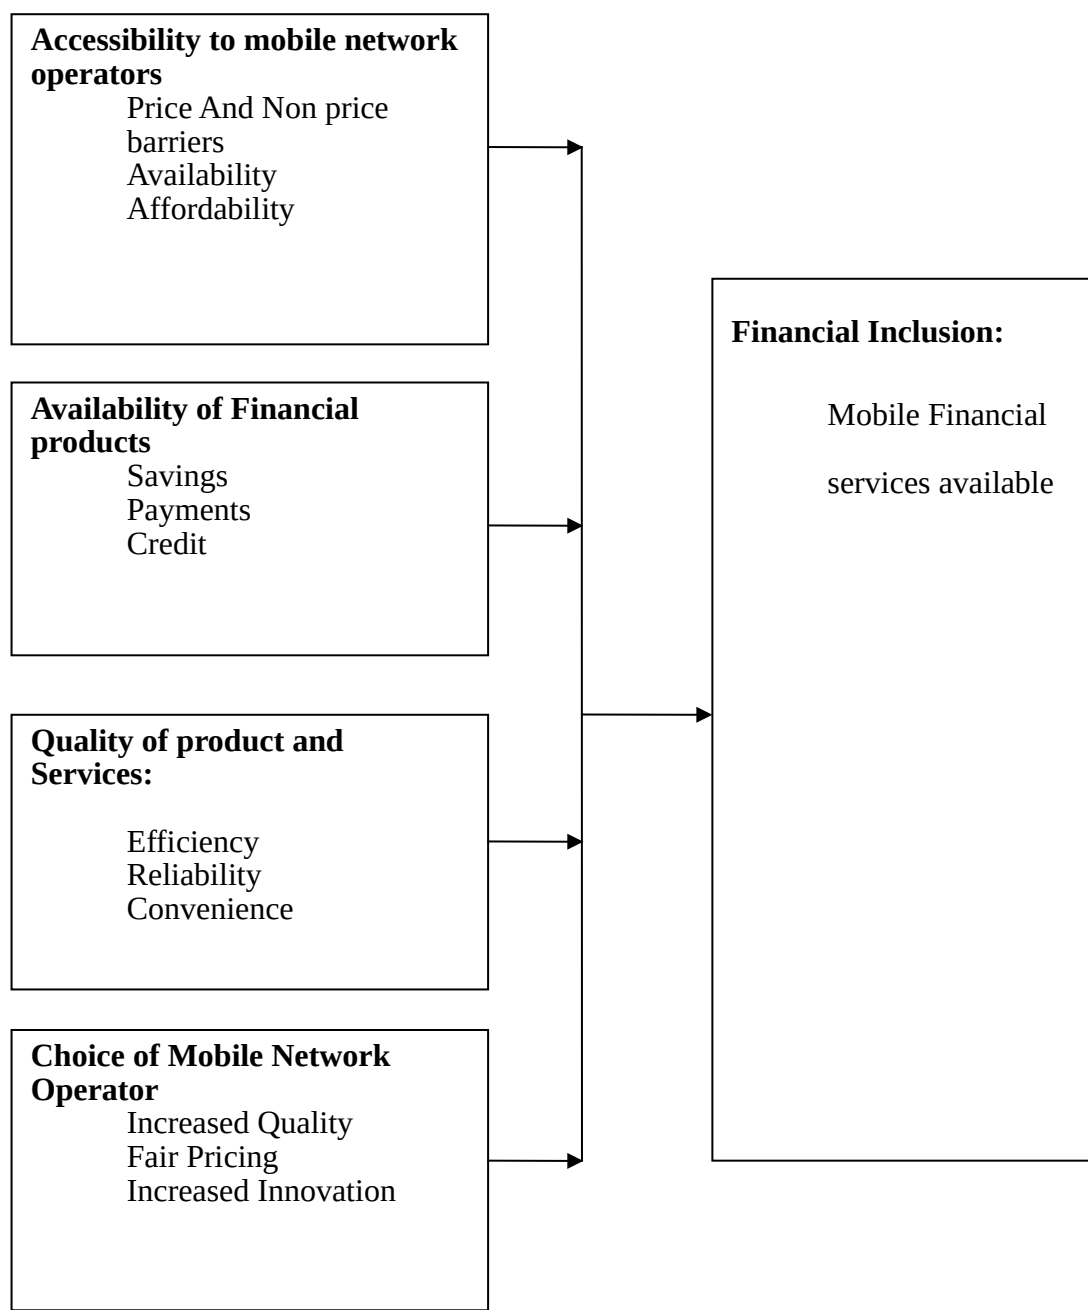 Accessibility to mobile network
operators
Price And Non price
barriers
Availability
Affordability
Availability of Financial
products
Savings
Payments
Credit
Quality of product and
Services:
Efficiency
Reliability
Convenience
Choice of Mobile Network
Operator
Increased Quality
Fair Pricing
Increased Innovation
Financial Inclusion:
Mobile Financial
services available